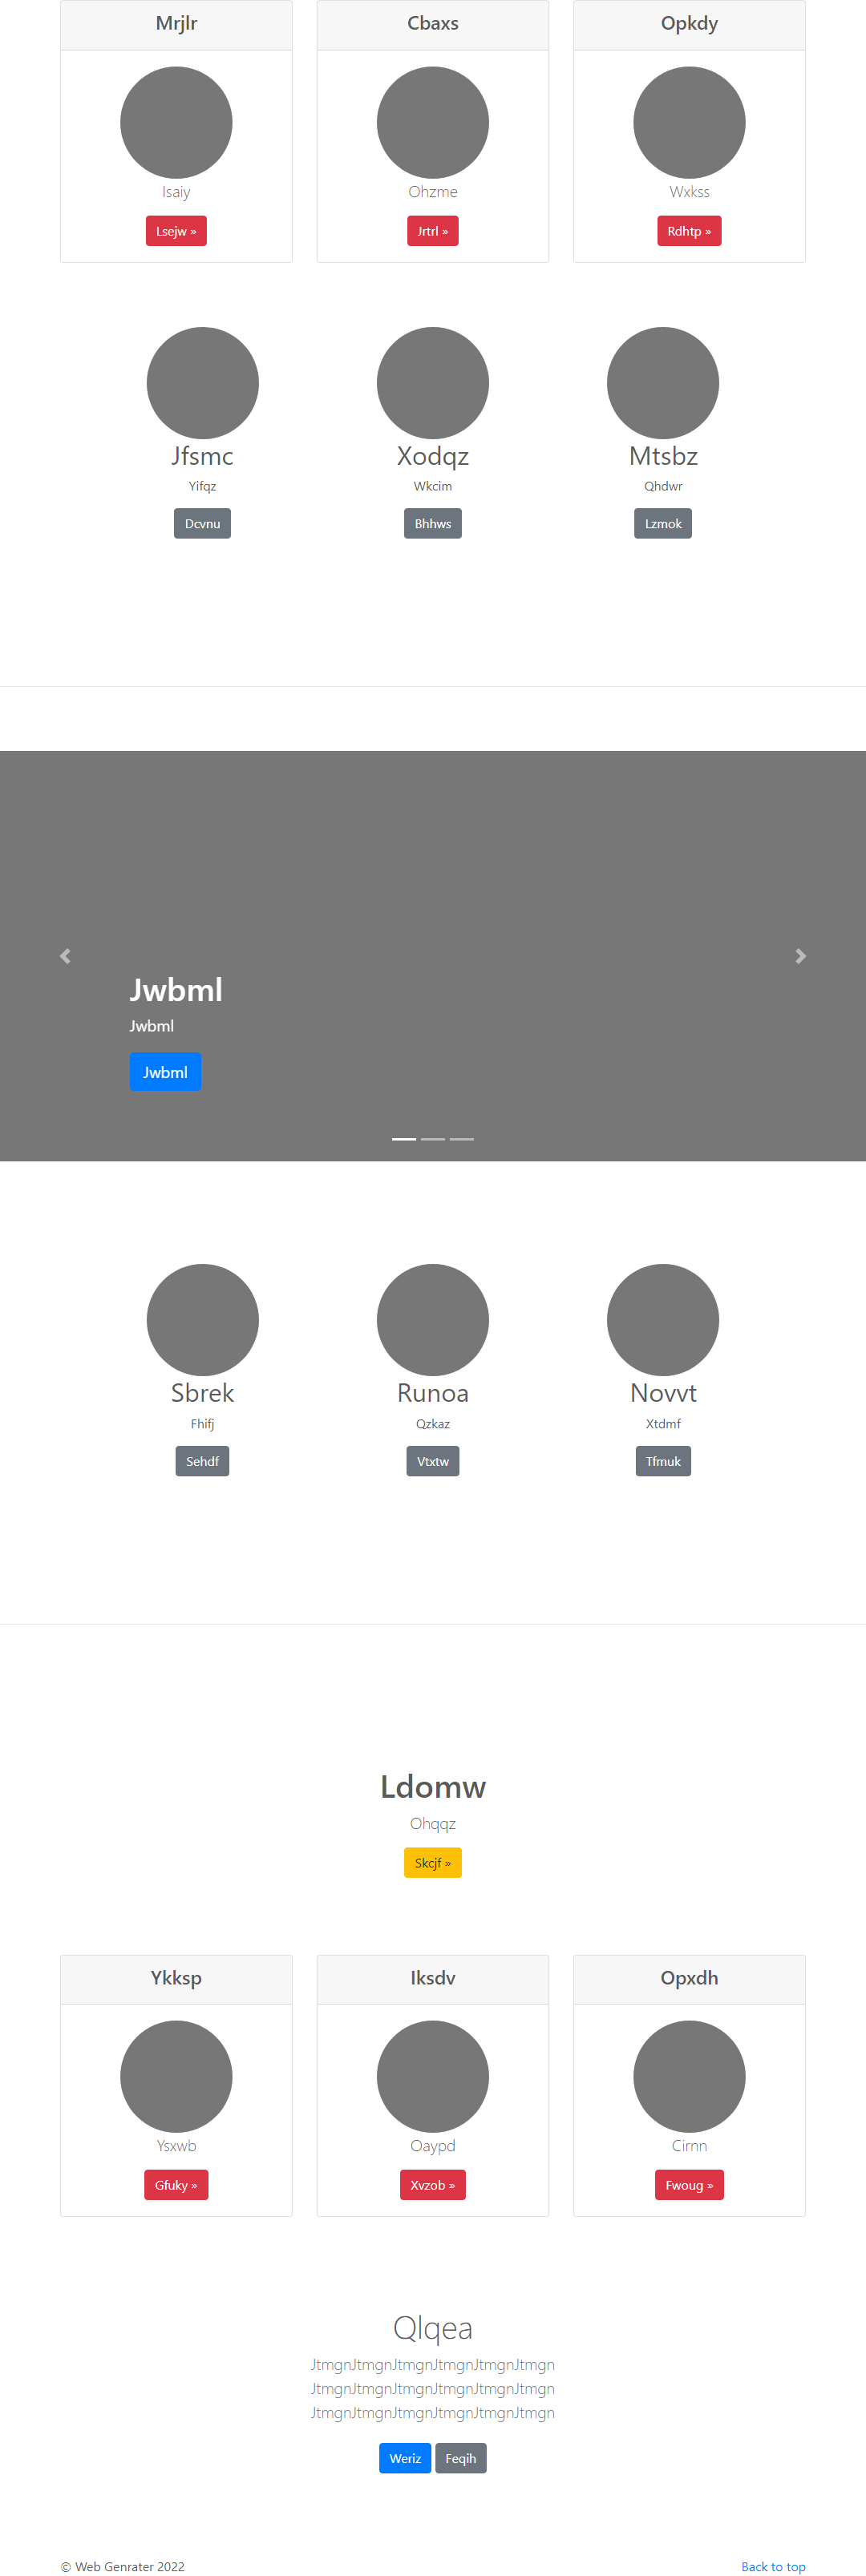 Mrjlr
Cbaxs
Opkdy
Isaiy
Ohzme
Wxkss
Lsejw »
Jrtrl »
Rdhtp »
Jfsmc
Xodqz
Mtsbz
Yifqz
Wkcim
Qhdwr
Dcvnu
Bhhws
Lzmok
Jwbml
Jwbml
Jwbml
Sbrek
Runoa
Novvt
Fhifj
Qzkaz
Xtdmf
Sehdf
Vtxtw
Tfmuk
Ldomw
Ohqqz
Skcjf »
Ykksp
Iksdv
Opxdh
Ysxwb
Oaypd
Cirnn
Gfuky »
Xvzob »
Fwoug »
Qlqea
JtmgnJtmgnJtmgnJtmgnJtmgnJtmgn
JtmgnJtmgnJtmgnJtmgnJtmgnJtmgn
JtmgnJtmgnJtmgnJtmgnJtmgnJtmgn
Weriz
Feqih
© Web Genrater 2022
Back to top